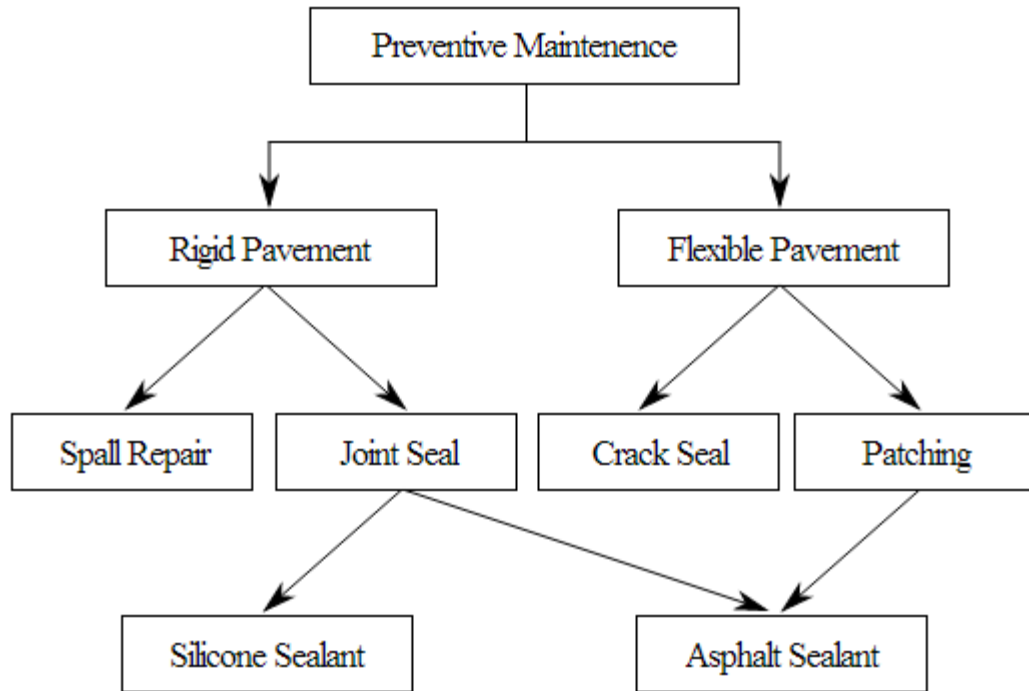 Preventive Maintenence
Rigid Pavement
Flexible Pavement
Spall Repair
Joint Seal
Crack Seal
Patching
Silicone Sealant
Asphalt Sealant